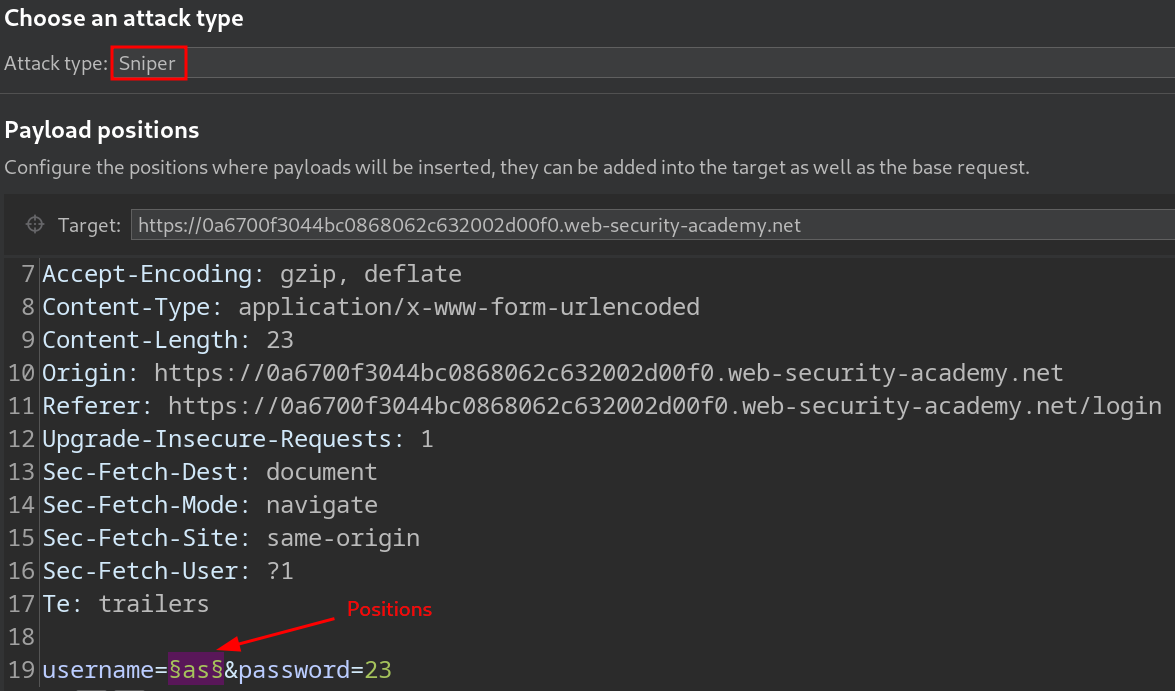 Choose an attack type
Attack type: Sniper
Payload positions
Configure the positions where payloads will be inserted, they can be added into the target as well as the base request.
Target: https://0a6700f3044bc0868062c632002d00f0.web-security-academy.net
7 Accept-Encoding: gzip, deflate
8 Content-Type: application/x-www-form-urlencoded
9 Content-Length: 23
10 Origin: https://0a6700f3044bc0868062c632002d00f0.web-security-academy.net
11 Referer: https://0a6700f3044bc0868062c632002d00f0.web-security-academy.net/login
12 Upgrade-Insecure-Requests: 1
13 Sec-Fetch-Dest: document
14 Sec-Fetch-Mode: navigate
15 Sec-Fetch-Site: same-origin
16 Sec-Fetch-User: ?1
17 Te: trailers
Positions
18
19 username=§as§&password=23